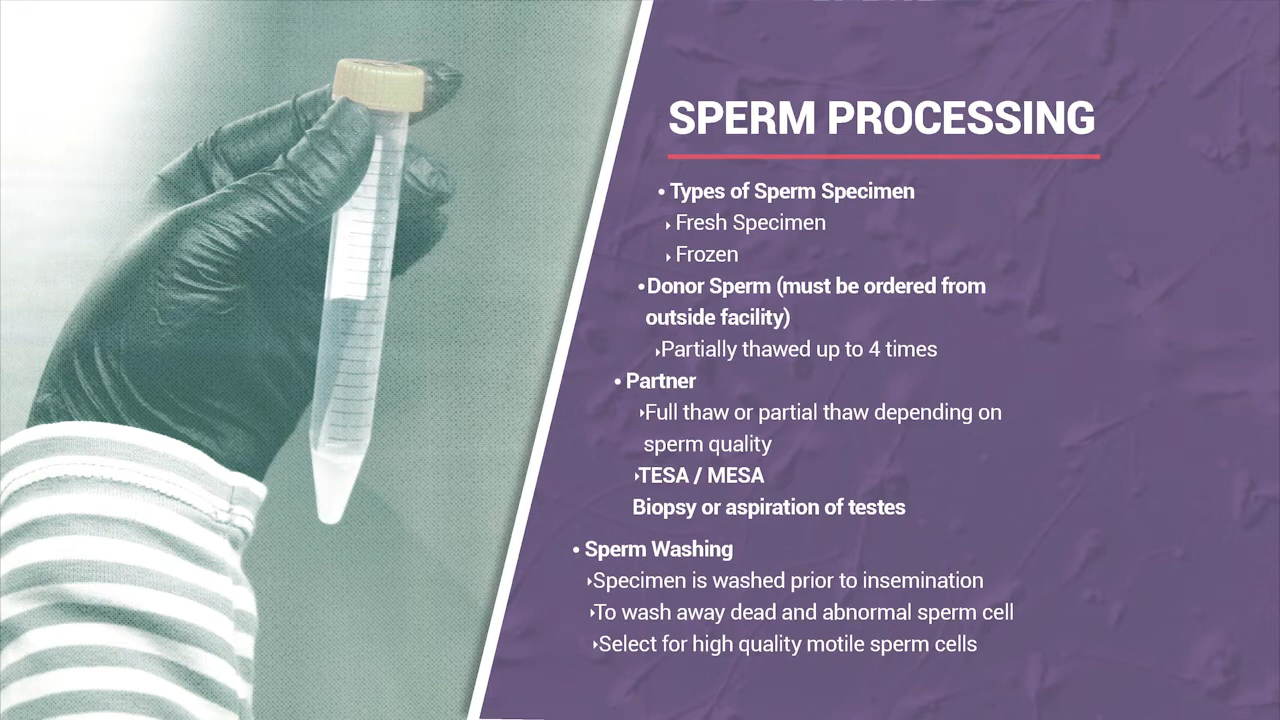 SPERM PROCESSING
• Types of Sperm Specimen
Fresh Specimen
Frozen
•Donor Sperm (must be ordered from
outside facility)
Partially thawed up to 4 times
• Partner
Full thaw or partial thaw depending on
sperm quality
TESA / MESA
Biopsy or aspiration of testes
• Sperm Washing
Specimen is washed prior to insemination
To wash away dead and abnormal sperm cell
Select for high quality motile sperm cells